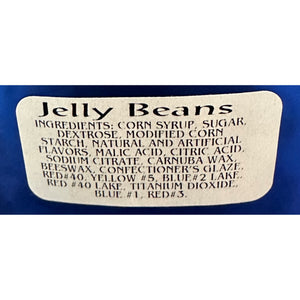 Jelly Beans
INGREDIENTS: CORN SYRUP, SUGAR,
DEXTROSE, MODIFIED CORN
STARCH, NATURAL AND ARTIFICIAL
FLAVORS, MALIC ACID, CITRIC ACID,
SODIUM CITRATE, CARNUBA WAX,
BEESWAX, CONFECTIONER'S GLAZE,
RED#40, YELLOW #5, BLUE#2 LAKE,
RED #40 LAKE, TITANIUM DIOXIDE,
BLUE #1, RED#3.